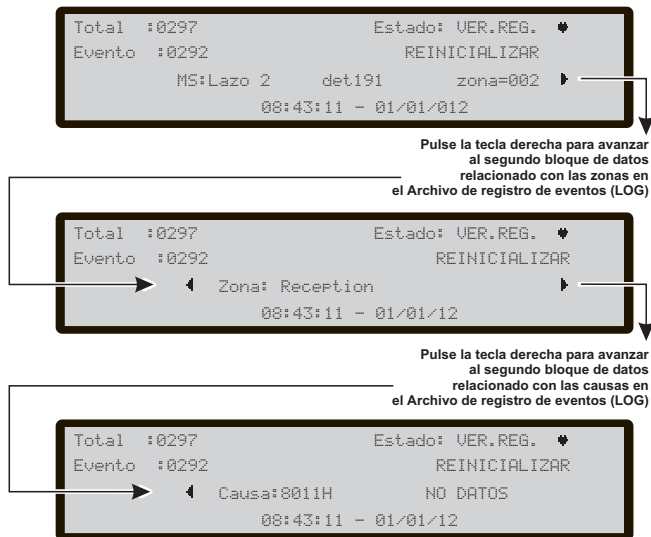 Total :0297 Estado: VER.REG.
Evento :0292 REINICIALIZAR
MS:Lazo 2 det191 zona=002
08:43:11 - 01/01/012
Pulse la tecla derecha para avanzar
al segundo bloque de datos
relacionado con las zonas en
el Archivo de registro de eventos (LOG)
Total :0297 Estado: VER.REG.
Evento :0292 REINICIALIZAR
Zona: Reception
08:43:11 - 01/01/12
Pulse la tecla derecha para avanzar
al segundo bloque de datos
relacionado con las causas en
el Archivo de registro de eventos (LOG)
Total :0297 Estado: VER.REG.
Evento :0292 REINICIALIZAR
Causa:8011H NO DATOS
08:43:11 - 01/01/12